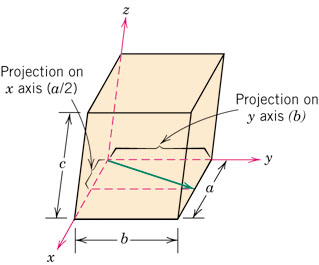 z
Projection on
x axis (a/2)
Projection on
y axis (b)
y
c
a
b
x